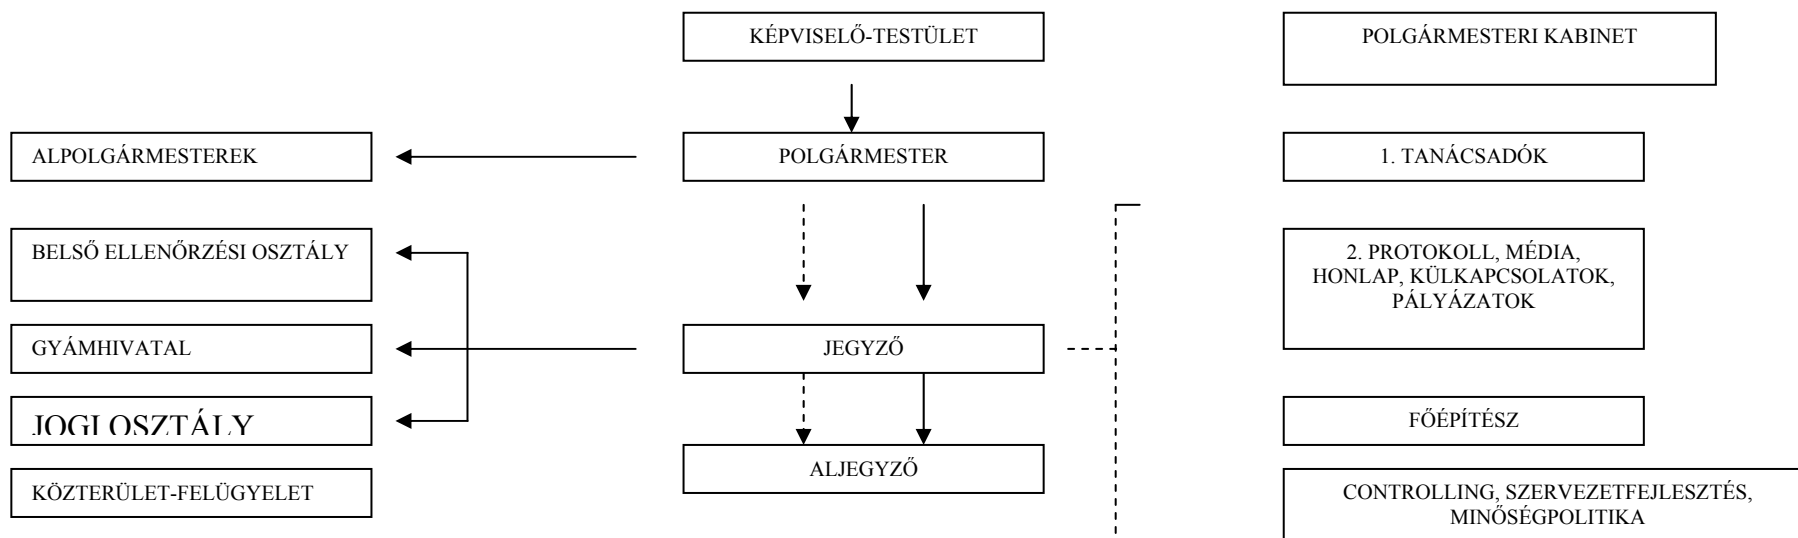 KÉPVISELŐ-TESTÜLET
POLGÁRMESTERI KABINET
ALPOLGÁRMESTEREK
POLGÁRMESTER
1. TANÁCSADÓK
BELSŐ ELLENŐRZÉSI OSZTÁLY
2. PROTOKOLL, MÉDIA,
HONLAP, KÜLKAPCSOLATOK,
PÁLYÁZATOK
GYÁMHIVATAL
JEGYZŐ
JOGI OSZTÁLY
FŐÉPÍTÉSZ
ALJEGYZŐ
KÖZTERÜLET-FELÜGYELET
CONTROLLING, SZERVEZETFEJLESZTÉS,
MINŐSÉGPOLITIKA